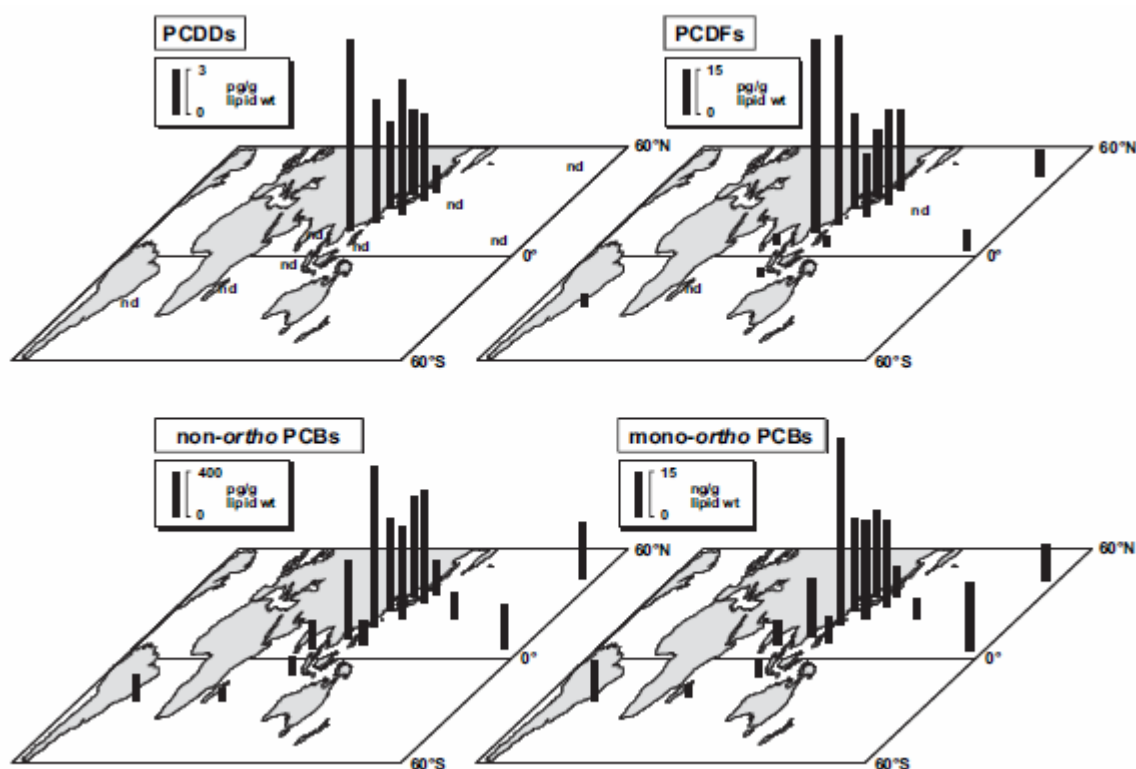 PCDDs
3
pg/g
lipid wt
0
60°N
nd
nd
nd
nd
nd
nd
nd
nd
0°
60°S
PCDFs
15
pg/g
lipid wt
0
60°N
nd
nd
0°
60°S
non-ortho PCBs
400
pg/g
lipid wt
0
60°N
0°
60°S
mono-ortho PCBs
15
ng/g
lipid wt
0
60°N
0°
60°S